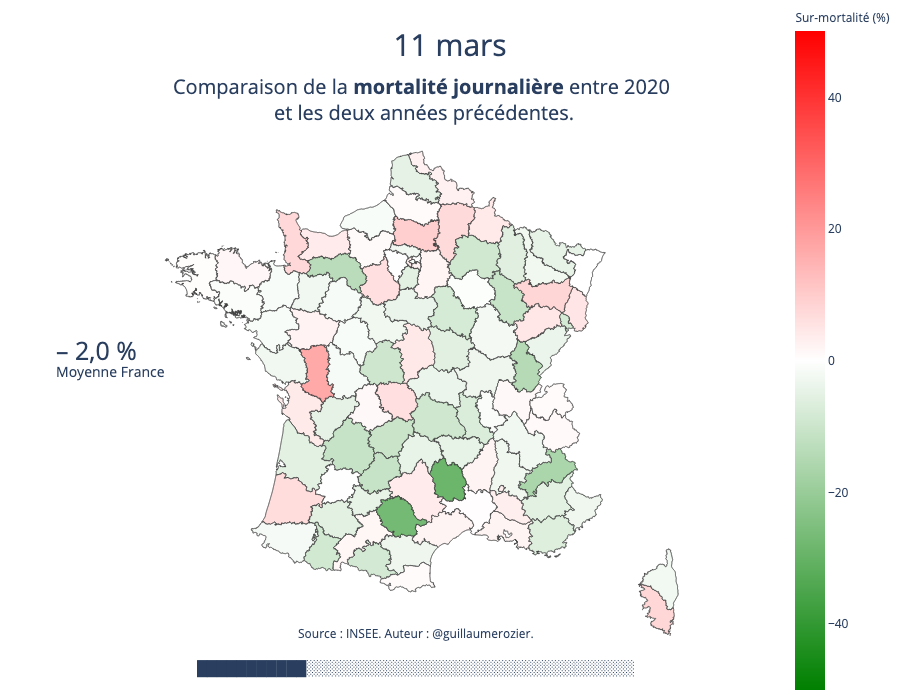 Sur-mortalité (%)
11 mars
Comparaison de la mortalité journalière entre 2020
et les deux années précédentes.
40
20
0
−20
−40
– 2,0 %
Moyenne France
Source : INSEE. Auteur : @guillaumerozier.